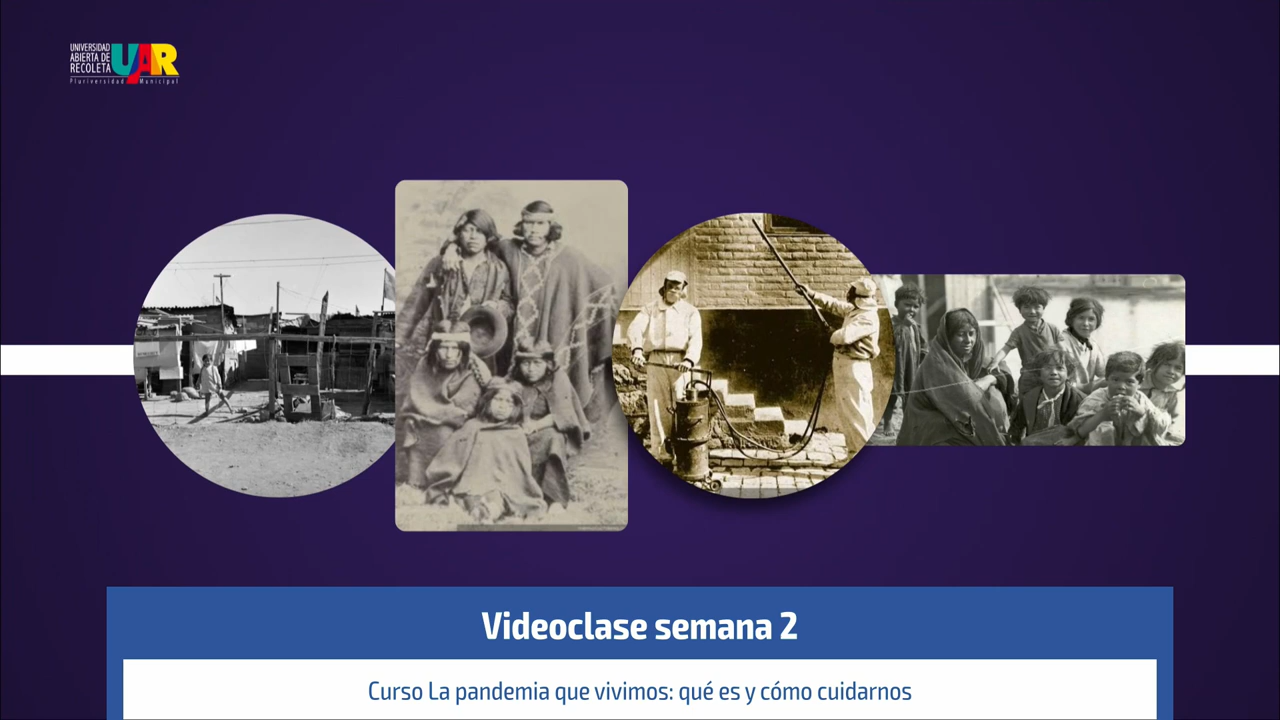 UNIVERSIDAD
ABIERTA DE
RECOLETA
UAR
Pluriversidad Municipal
Videoclase semana 2
Curso La pandemia que vivimos: qué es y cómo cuidarnos